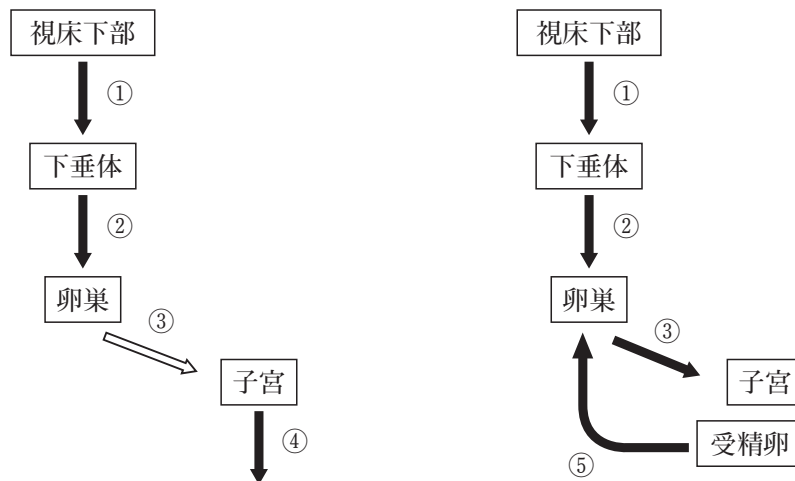 視床下部
①
下垂体
②
卵巣
③
子宮
④
視床下部
①
下垂体
②
卵巣
③
子宮
受精卵
⑤